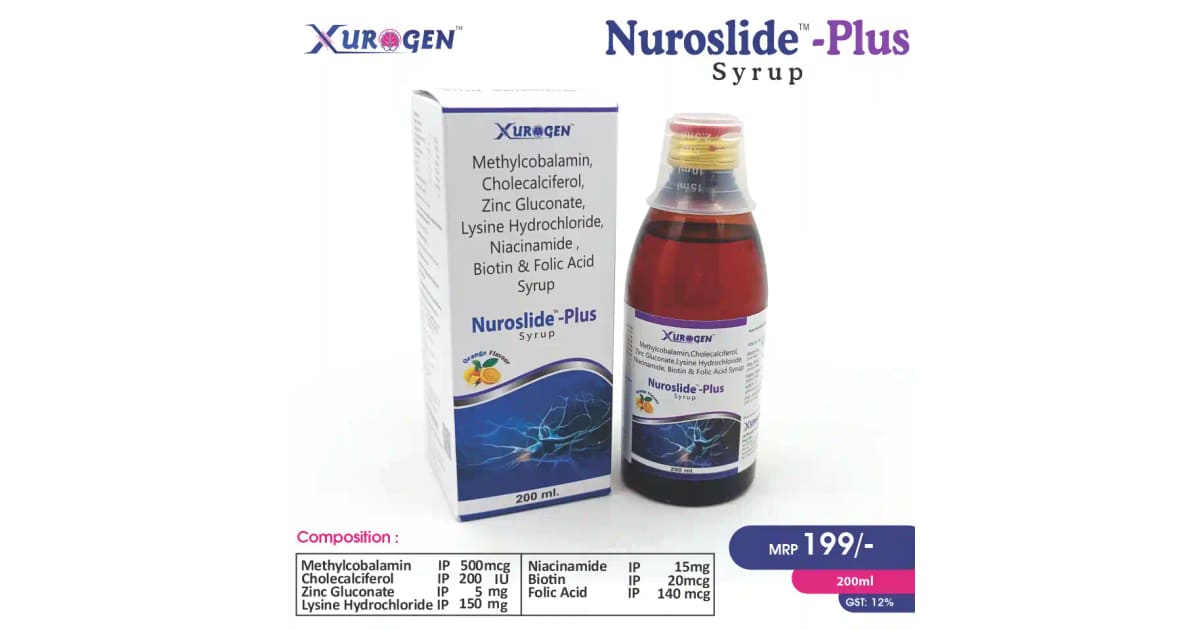 XUROGEN™
Nuroslide™-Plus
Syrup
XUROGEN™
Methylcobalamin,
Cholecalciferol,
Zinc Gluconate,
Lysine Hydrochloride,
Niacinamide ,
Biotin & Folic Acid
Syrup
Nuroslide™-Plus
Syrup
Orange Flavour
200 ml.
15ml
XUROGEN™
Methylcobalamin,Cholecalciferol,
Zinc Gluconate,Lysine Hydrochloride,
Niacinamide, Biotin & Folic Acid Syrup
Nuroslide™-Plus
Syrup
200 ml.
Composition :
Methylcobalamin IP 500mcg
Cholecalciferol IP 200 IU
Zinc Gluconate IP 5 mg
Lysine Hydrochloride IP 150 mg
Niacinamide IP 15mg
Biotin IP 20mcg
Folic Acid IP 140 mcg
MRP 199/-
200ml
GST: 12%